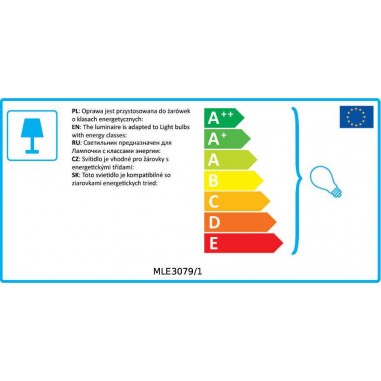 PL: Oprawa jest przystosowana do żarówek
o klasach energetycznych:
EN: The luminaire is adapted to Light bulbs
with energy classes:
RU: Светильник предназначен для
Лампочки с классами энергии:
CZ: Svítidlo je vhodné pro žárovky s
energetickými třídami:
SK: Toto svietidlo je kompatibilné so
ziarovkami energetickych tried:
A++
A+
A
B
C
D
E
MLE3079/1